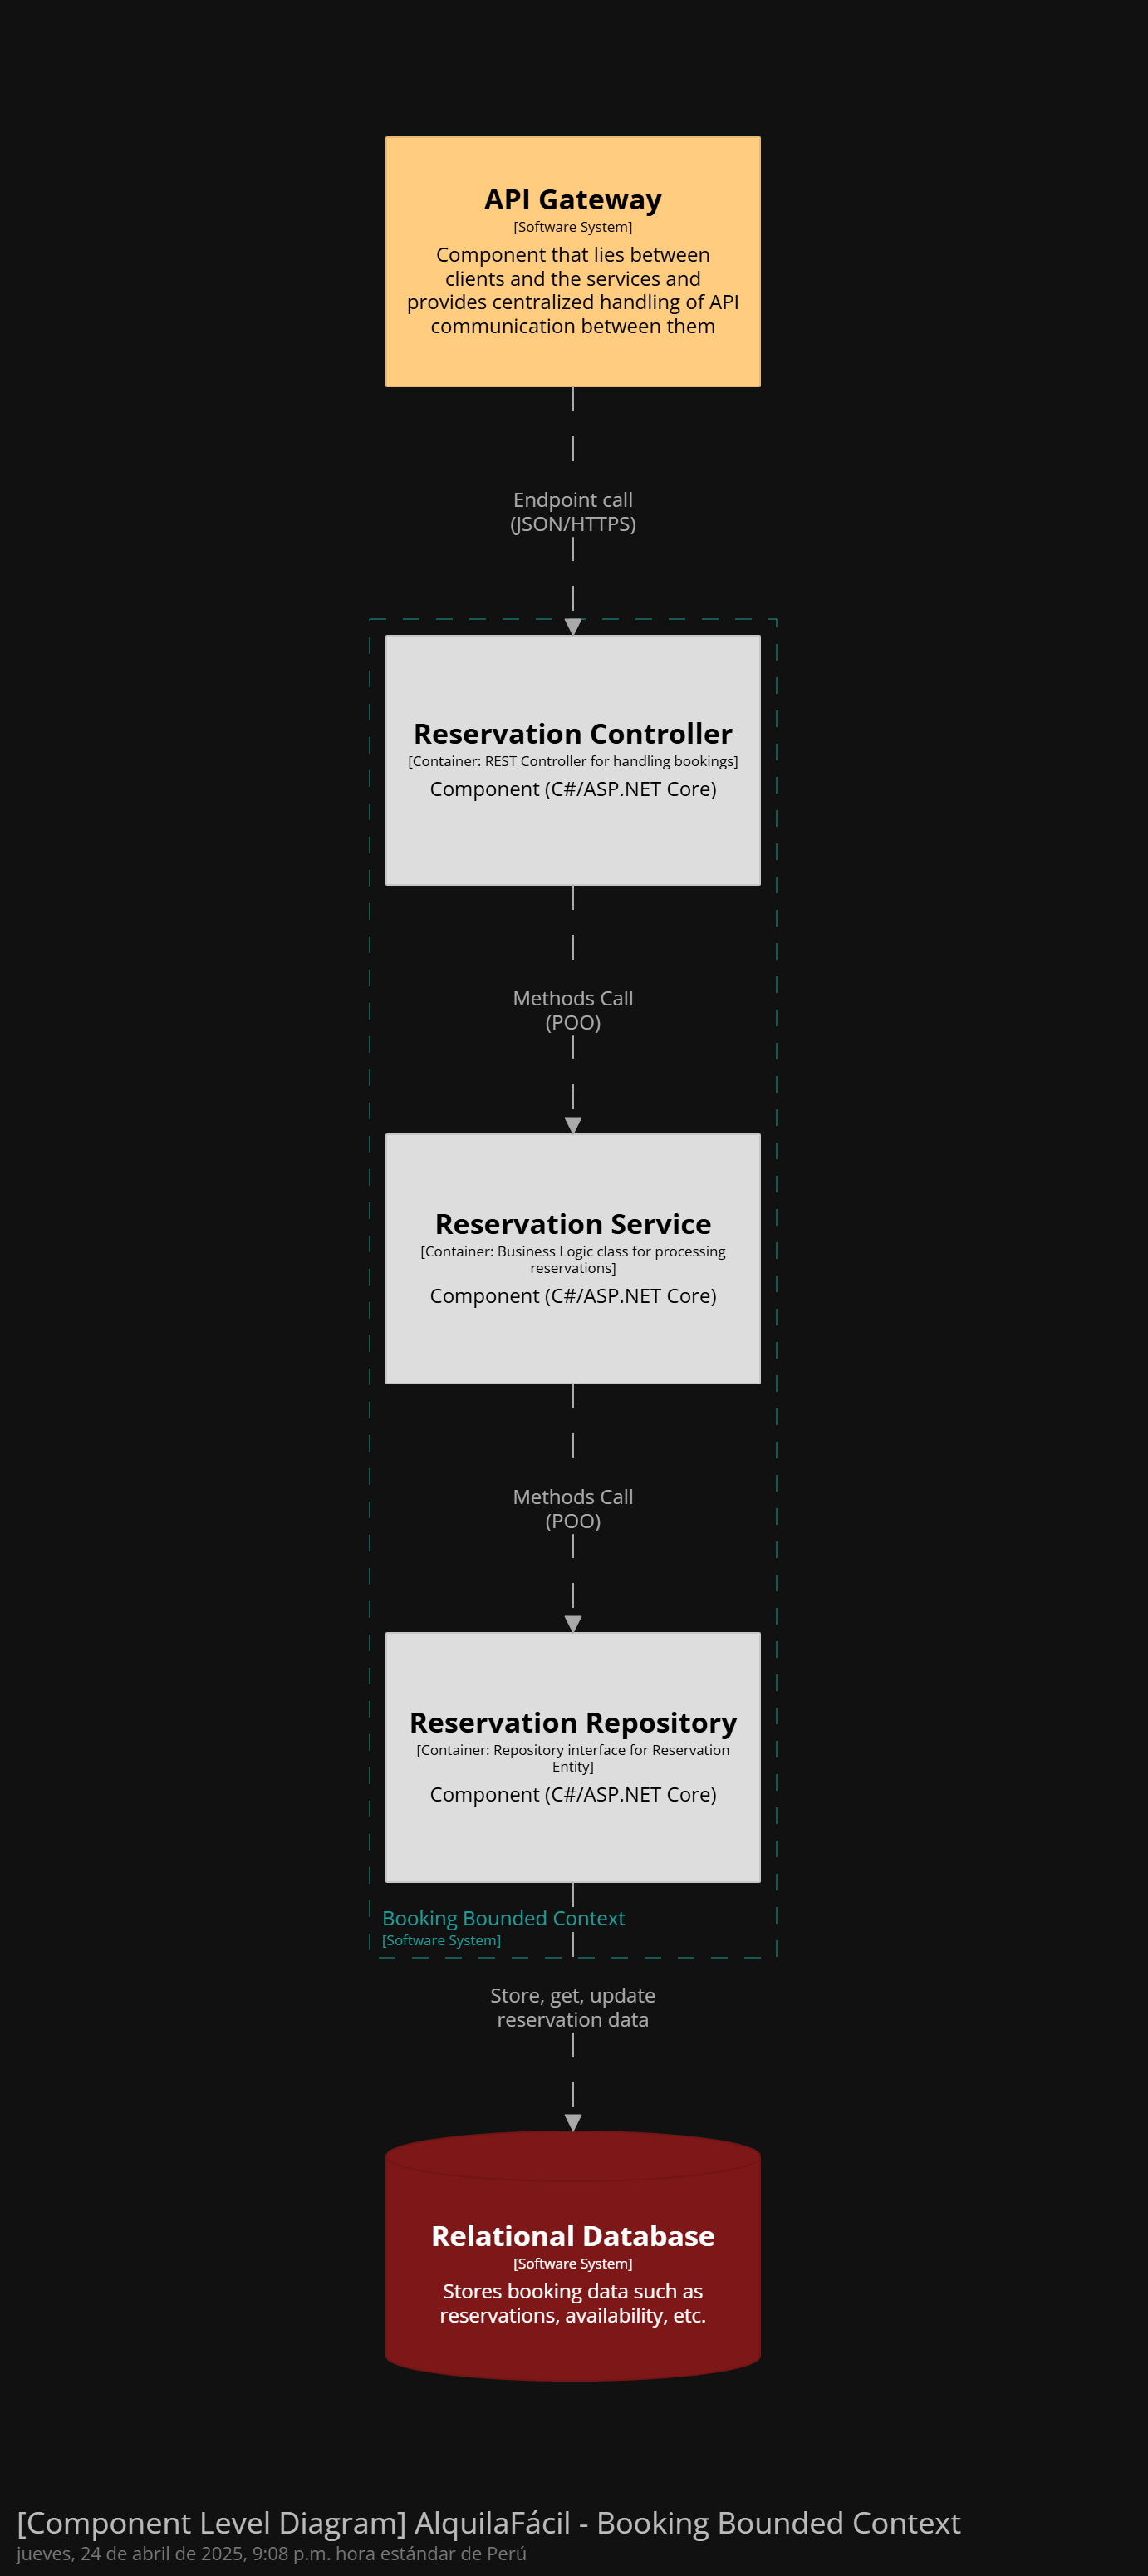 API Gateway
[Software System]
Component that lies between
clients and the services and
provides centralized handling of API
communication between them
Endpoint call
(JSON/HTTPS)
Reservation Controller
[Container: REST Controller for handling bookings]
Component (C#/ASP.NET Core)
Methods Call
(POO)
Reservation Service
[Container: Business Logic class for processing
reservations]
Component (C#/ASP.NET Core)
Methods Call
(POO)
Reservation Repository
[Container: Repository interface for Reservation
Entity]
Component (C#/ASP.NET Core)
Booking Bounded Context
[Software System]
Store, get, update
reservation data
Relational Database
[Software System]
Stores booking data such as
reservations, availability, etc.
[Component Level Diagram] AlquilaFácil - Booking Bounded Context
jueves, 24 de abril de 2025, 9:08 p.m. hora estándar de Perú